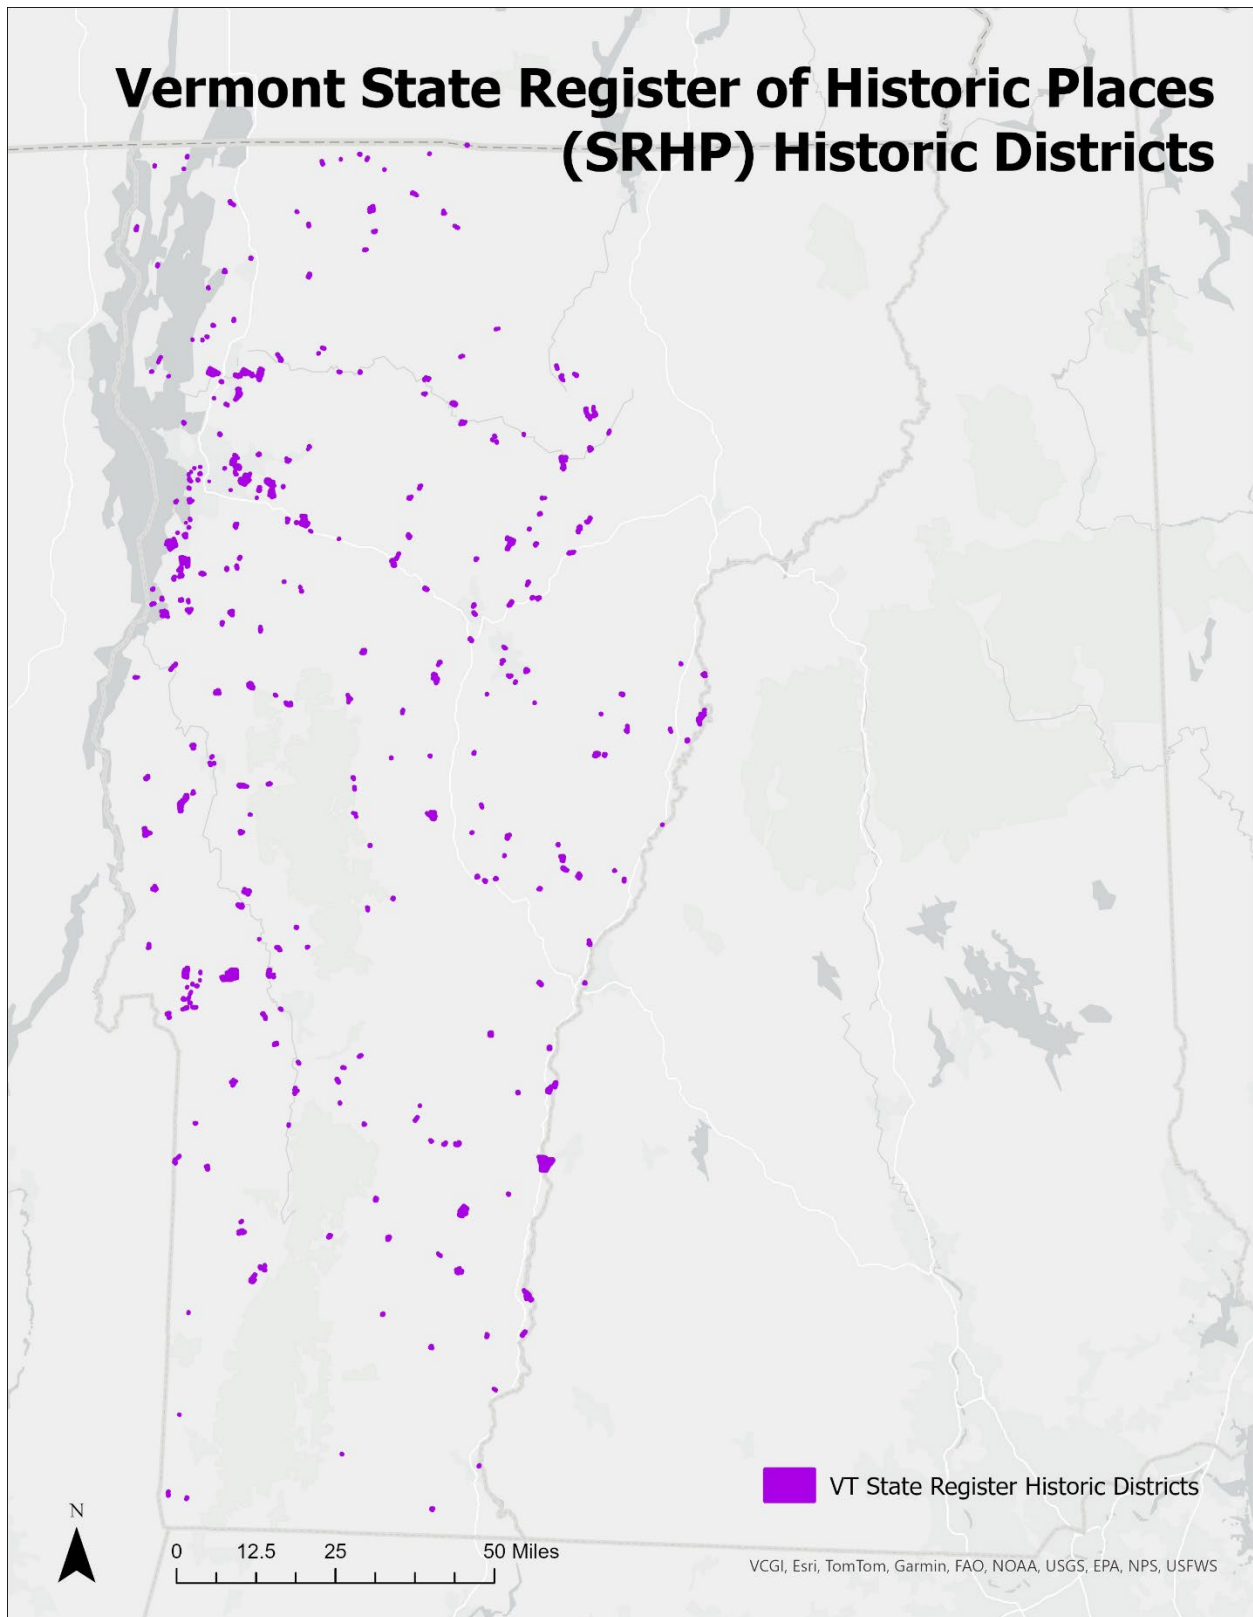 Vermont State Register of Historic Places
(SRHP) Historic Districts
VT State Register Historic Districts
N
0 12.5 25 50 Miles
VCGI, Esri, TomTom, Garmin, FAO, NOAA, USGS, EPA, NPS, USFWS